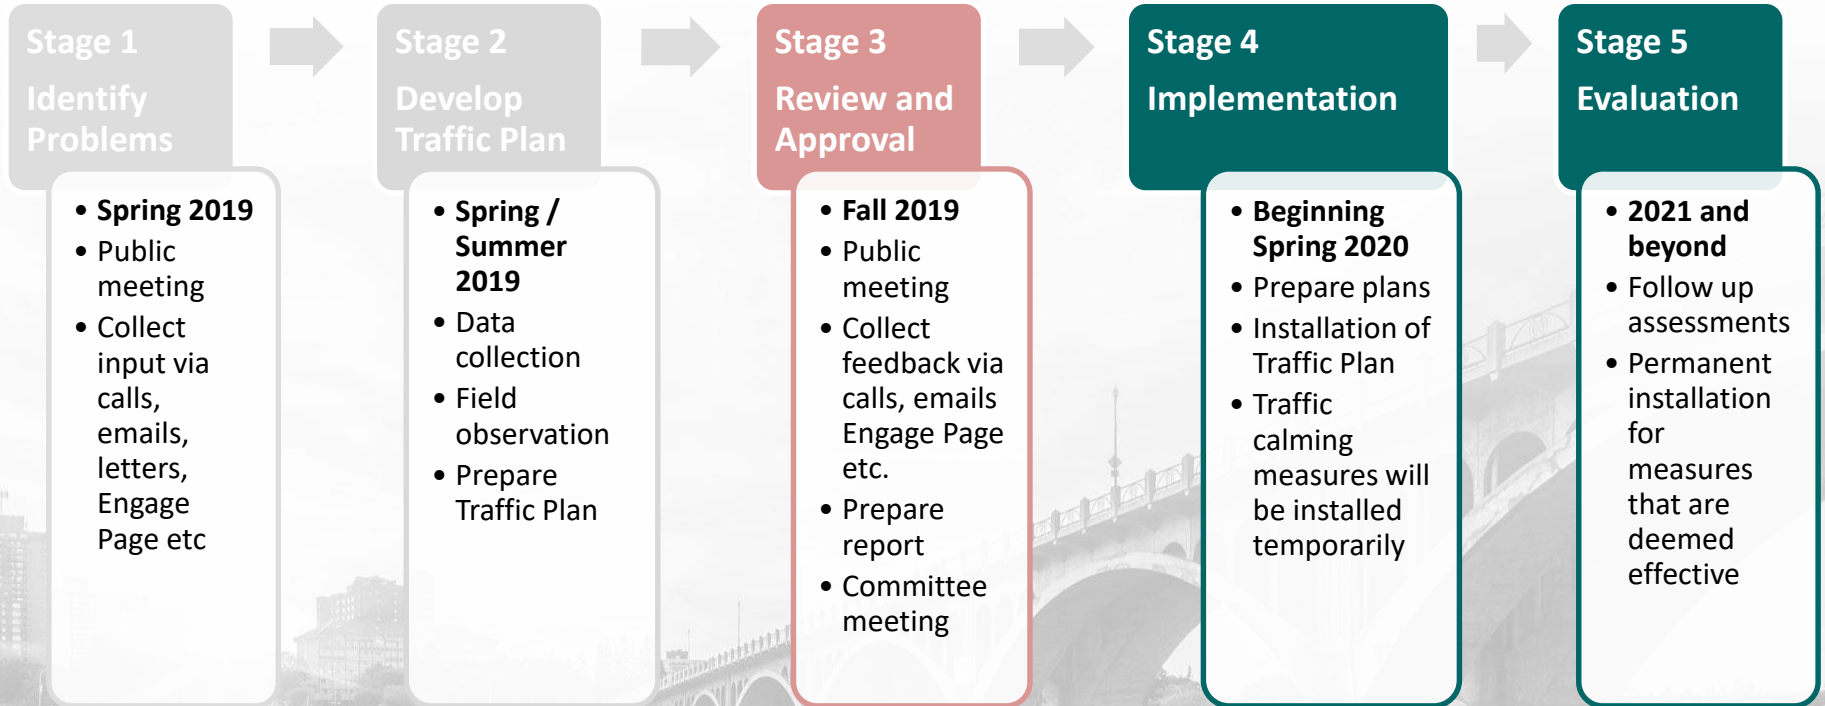 Stage 1
Identify
Problems
• Spring 2019
• Public
meeting
• Collect
input via
calls,
emails,
letters,
Engage
Page etc
Stage 2
Develop
Traffic Plan
• Spring /
Summer
2019
• Data
collection
• Field
observation
• Prepare
Traffic Plan
Stage 3
Review and
Approval
• Fall 2019
• Public
meeting
• Collect
feedback via
calls, emails
Engage Page
etc.
• Prepare
report
• Committee
meeting
Stage 4
Implementation
• Beginning
Spring 2020
• Prepare plans
• Installation of
Traffic Plan
• Traffic
calming
measures will
be installed
temporarily
Stage 5
Evaluation
• 2021 and
beyond
• Follow up
assessments
• Permanent
installation
for
measures
that are
deemed
effective